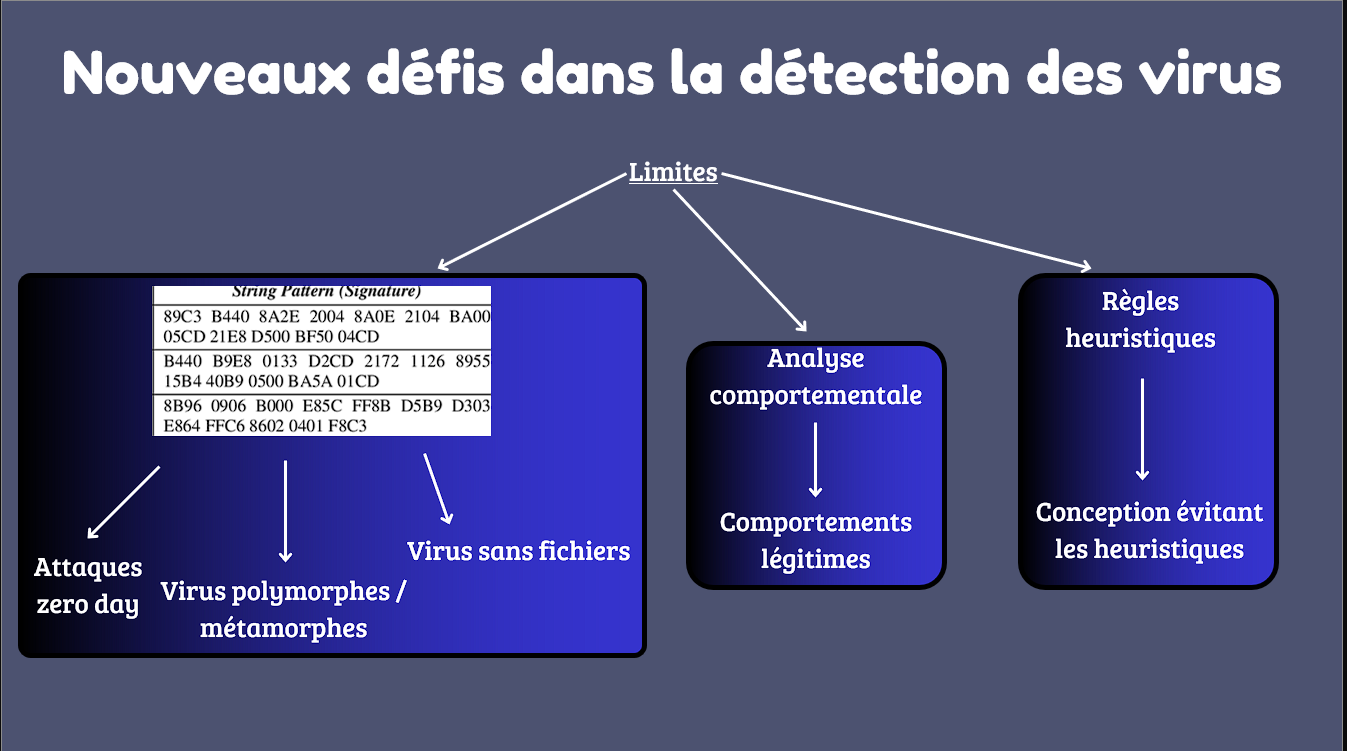 Nouveaux défis dans la détection des virus
Limites
String Pattern (Signature)
89C3 B440 8A2E 2004 8A0E 2104 BA00
05CD 21E8 D500 BF50 04CD
B440 B9E8 0133 D2CD 2172 1126 8955
15B4 40B9 0500 BA5A 01CD
8B96 0906 B000 E85C FF8B D5B9 D303
E864 FFC6 8602 0401 F8C3
Attaques
zero day
Virus polymorphes /
métamorphes
Virus sans fichiers
Analyse
comportementale
Comportements
légitimes
Règles
heuristiques
Conception évitant
les heuristiques